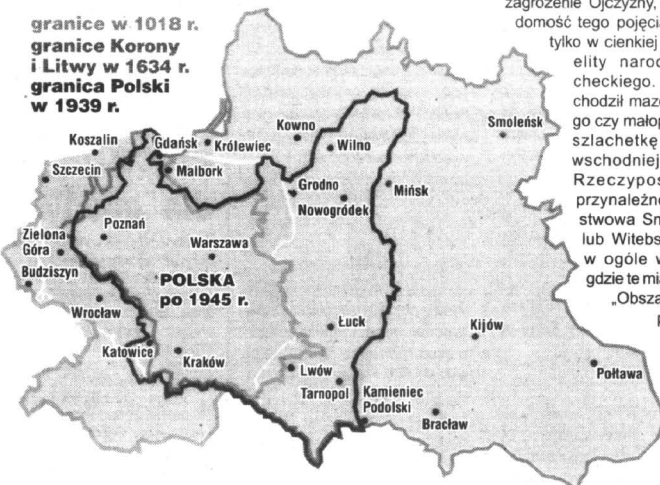 granice w 1018 r.
granice Korony
i Litwy w 1634 r.
granica Polski
w 1939 r.
zagrożenie Ojczyzny,
domość tego pojęci
tylko w cienkiej
elity narod
checkiego.
chodził maz
go czy małop
szlachetkę
wschodniej
Rzeczypos
przynależno
stwowa Sm
lub Witebs
w ogóle w
gdzie te mia
„Obsza
Koszalin
Szczecin
Gdańsk
Królewiec
Malbork
Kowno
Wilno
Smoleńsk
Grodno
Nowogródek
Mińsk
Zielona
Góra
Poznań
Warszawa
Budziszyn
POLSKA
po 1945 r.
Wrocław
Łuck
Kijów
Katowice
Kraków
Lwów
Tarnopol
Kamieniec
Podolski
Bracław
Połtawa